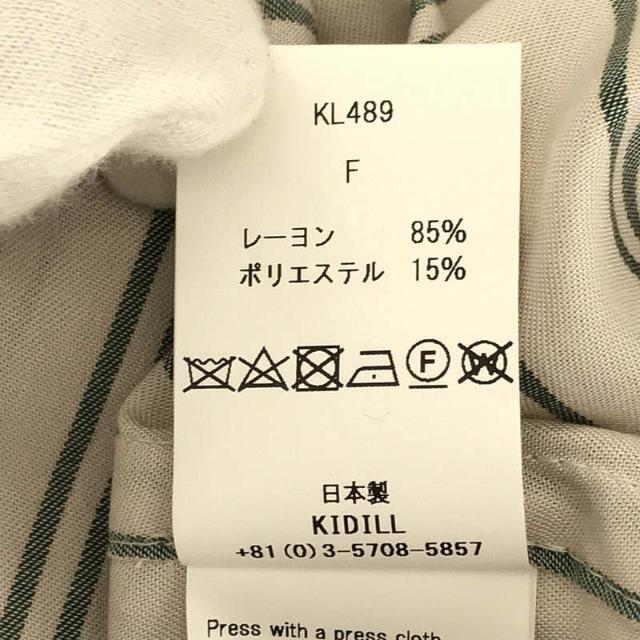 KL489
F
レーヨン 85%
ポリエステル 15%
F W
日本製
KIDILL
+81(0)3-5708-5857
Press with a press cloth